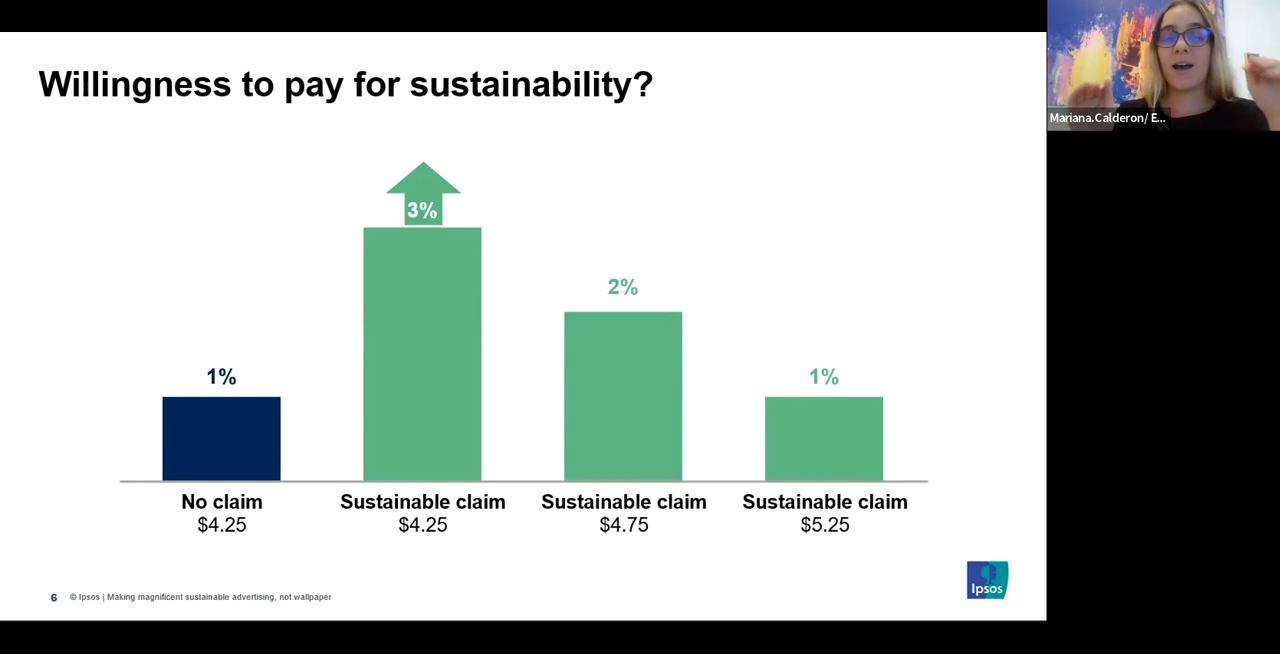 Willingness to pay for sustainability?
Mariana.Calderon/ E...
3%
2%
1%
1%
No claim
$4.25
Sustainable claim
$4.25
Sustainable claim
$4.75
Sustainable claim
$5.25
6
© Ipsos | Making magnificent sustainable advertising, not wallpaper
Ipsos